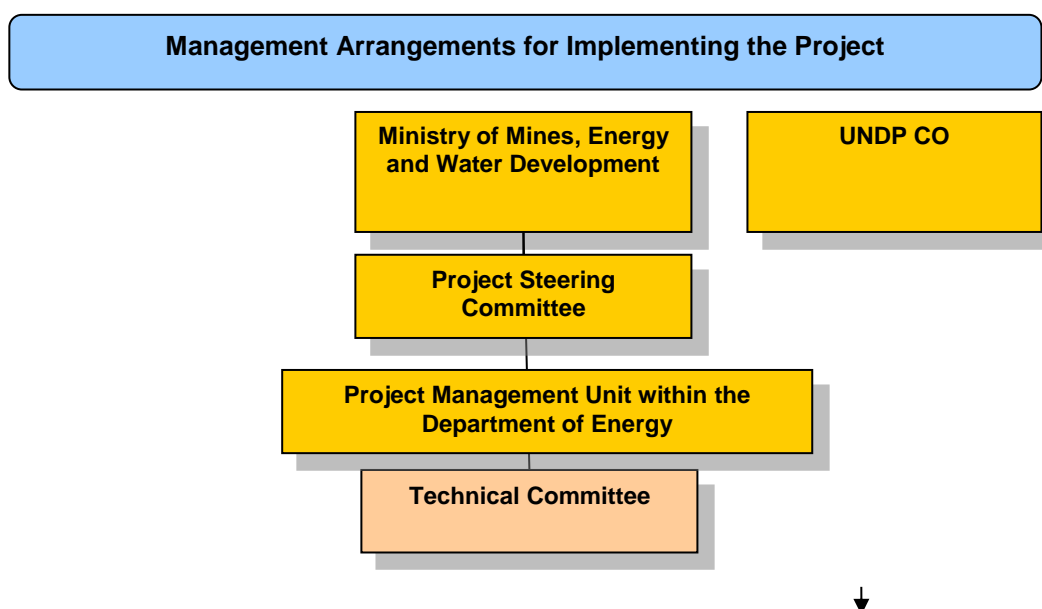 Management Arrangements for Implementing the Project
Ministry of Mines, Energy
and Water Development
UNDP CO
Project Steering
Committee
Project Management Unit within the
Department of Energy
Technical Committee